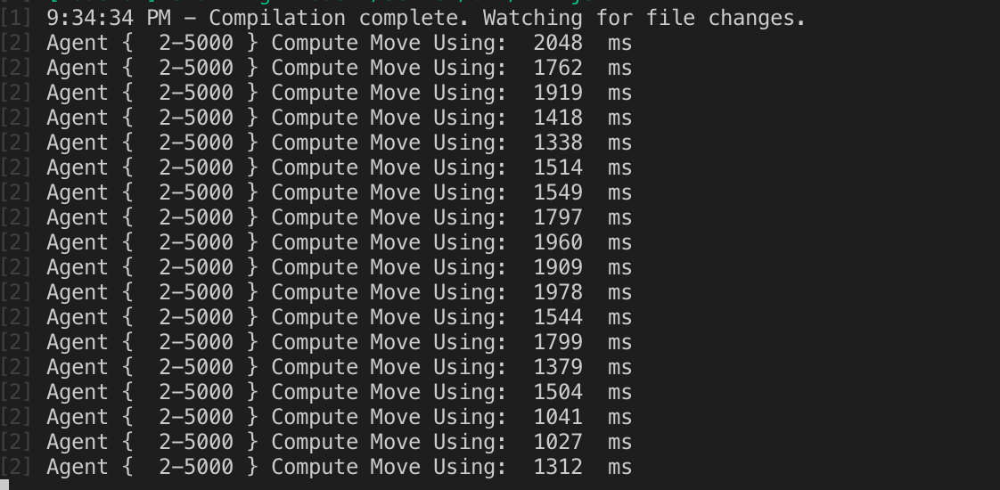 [1] 9:34:34 PM – Compilation complete. Watching for file changes.
[2] Agent {  2-5000 } Compute Move Using:  2048  ms
[2] Agent {  2-5000 } Compute Move Using:  1762  ms
[2] Agent {  2-5000 } Compute Move Using:  1919  ms
[2] Agent {  2-5000 } Compute Move Using:  1418  ms
[2] Agent {  2-5000 } Compute Move Using:  1338  ms
[2] Agent {  2-5000 } Compute Move Using:  1514  ms
[2] Agent {  2-5000 } Compute Move Using:  1549  ms
[2] Agent {  2-5000 } Compute Move Using:  1797  ms
[2] Agent {  2-5000 } Compute Move Using:  1960  ms
[2] Agent {  2-5000 } Compute Move Using:  1909  ms
[2] Agent {  2-5000 } Compute Move Using:  1978  ms
[2] Agent {  2-5000 } Compute Move Using:  1544  ms
[2] Agent {  2-5000 } Compute Move Using:  1799  ms
[2] Agent {  2-5000 } Compute Move Using:  1379  ms
[2] Agent {  2-5000 } Compute Move Using:  1504  ms
[2] Agent {  2-5000 } Compute Move Using:  1041  ms
[2] Agent {  2-5000 } Compute Move Using:  1027  ms
[2] Agent {  2-5000 } Compute Move Using:  1312  ms